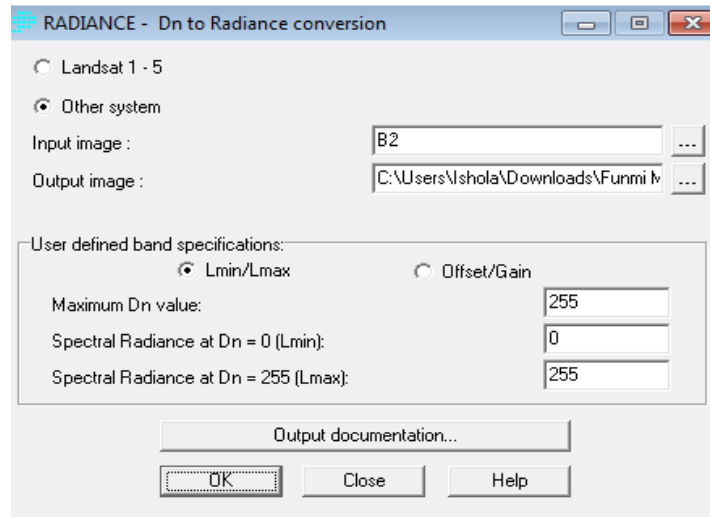 RADIANCE - Dn to Radiance conversion
Landsat 1 - 5
Other system
Input image : B2 ...
Output image : C:\Users\Ishola\Downloads\Funmi M ...
User defined band specifications:
Lmin/Lmax Offset/Gain
Maximum Dn value: 255
Spectral Radiance at Dn = 0 (Lmin): 0
Spectral Radiance at Dn = 255 (Lmax): 255
Output documentation...
OK Close Help